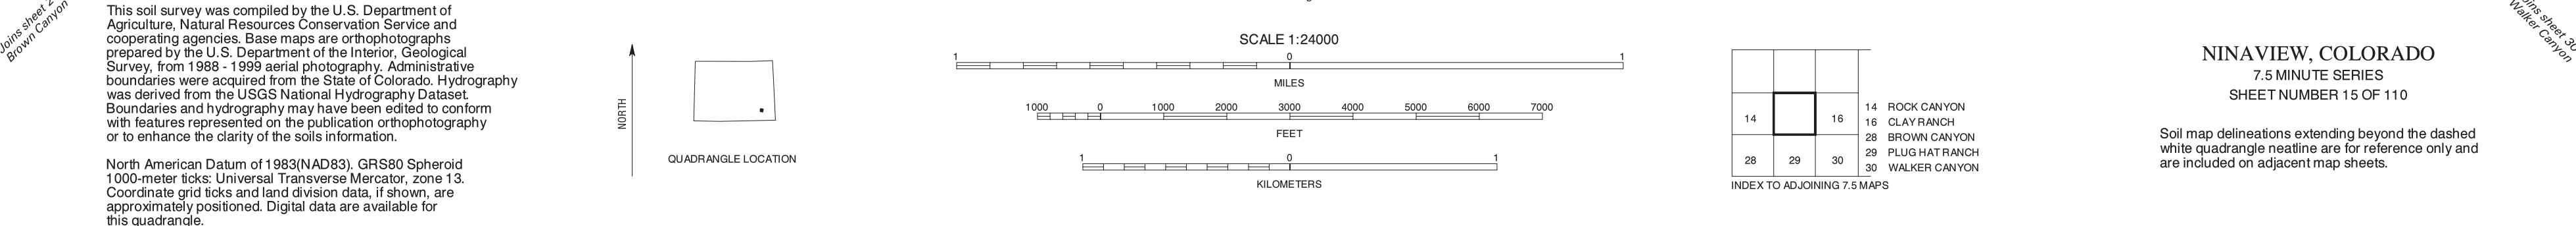 Joins sheet 2
Brown Canyon
This soil survey was compiled by the U.S. Department of
Agriculture, Natural Resources Conservation Service and
cooperating agencies. Base maps are orthophotographs
prepared by the U.S. Department of the Interior, Geological
Survey, from 1988 - 1999 aerial photography. Administrative
boundaries were acquired from the State of Colorado. Hydrography
was derived from the USGS National Hydrography Dataset.
Boundaries and hydrography may have been edited to conform
with features represented on the publication orthophotography
or to enhance the clarity of the soils information.
North American Datum of 1983(NAD83). GRS80 Spheroid
1000-meter ticks: Universal Transverse Mercator, zone 13.
Coordinate grid ticks and land division data, if shown, are
approximately positioned. Digital data are available for
this quadrangle.
NORTH
QUADRANGLE LOCATION
SCALE 1:24000
1 0 1
MILES
1000 0 1000 2000 3000 4000 5000 6000 7000
FEET
1 0 1
KILOMETERS
14 16
28 29 30
14 ROCK CANYON
16 CLAY RANCH
28 BROWN CANYON
29 PLUG HAT RANCH
30 WALKER CANYON
INDEX TO ADJOINING 7.5 MAPS
NINAVIEW, COLORADO
7.5 MINUTE SERIES
SHEET NUMBER 15 OF 110
Soil map delineations extending beyond the dashed
white quadrangle neatline are for reference only and
are included on adjacent map sheets.
sheet 30
Walker Canyon